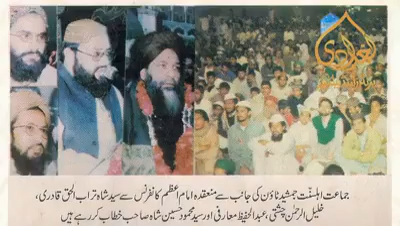 جماعت اہلسنّت جمشید ٹاؤن کی جانب سے منعقدہ امام اعظم کانفرنس سے سید شاہ تراب الحق قادری،
خلیل الرحمٰن چشتی، عبدالحفیظ معارفی اور سید محمود حسین شاہ صاحب خطاب کر رہے ہیں